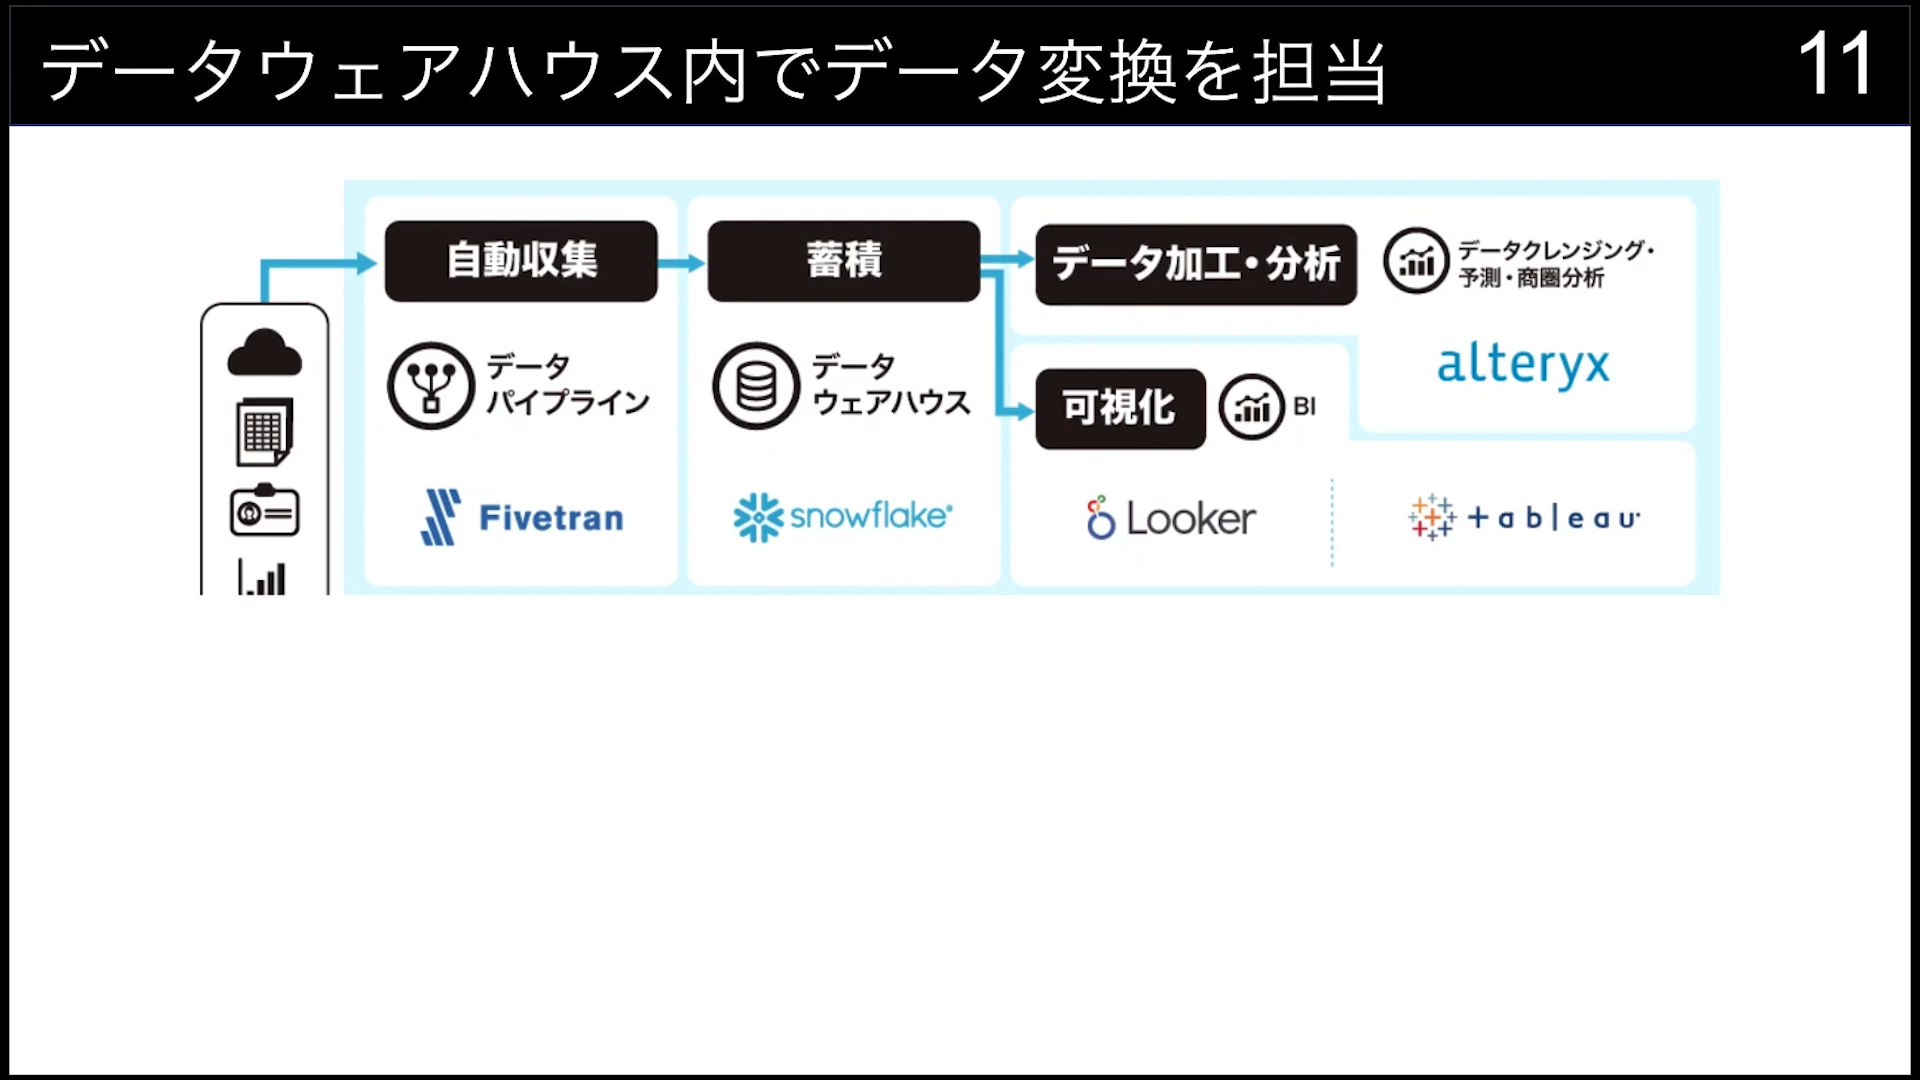 データウェアハウス内でデータ変換を担当
11
自動収集
データ
パイプライン
Fivetran
蓄積
データ
ウェアハウス
snowflake®
データ加工・分析
データクレンジング・
予測・商圏分析
alteryx
可視化
BI
Looker
+ableau